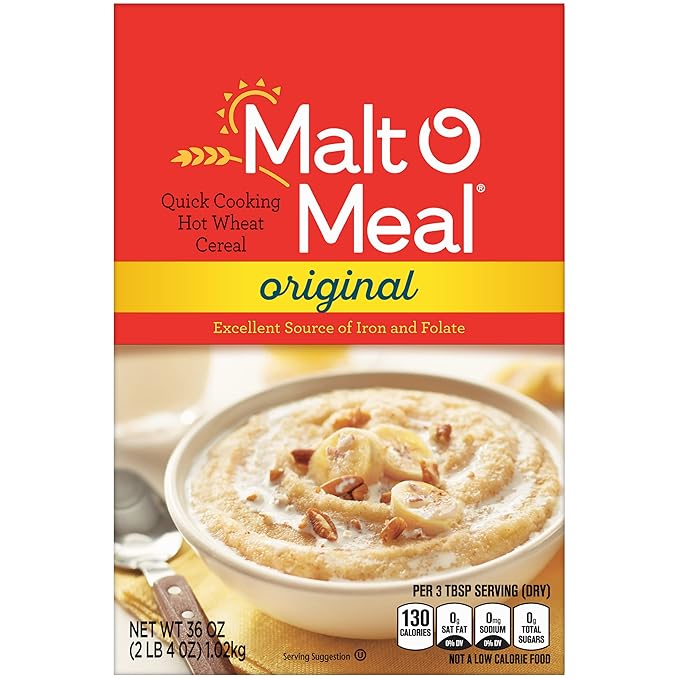 Malt O
Meal®
Quick Cooking
Hot Wheat
Cereal
original
Excellent Source of Iron and Folate
PER 3 TBSP SERVING (DRY)
130
CALORIES
0g
SAT FAT
0% DV
0mg
SODIUM
0% DV
0g
TOTAL
SUGARS
NOT A LOW CALORIE FOOD
NET WT 36 OZ
(2 LB 4 OZ) 1.02kg
Serving Suggestion Ⓤ